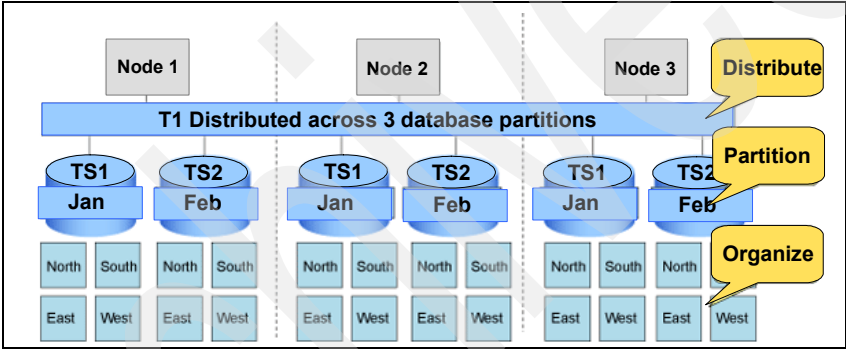 Node 1 Node 2 Node 3 Distribute
T1 Distributed across 3 database partitions
Partition
TS1 TS2 TS1 TS2 TS1 TS2
Jan Feb Jan Feb Jan Feb
Organize
North South North South North South North South North South North
East West East West East West East West East West East West